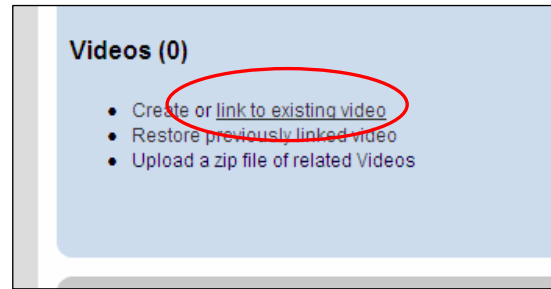 Videos (0)
Create or link to existing video
Restore previously linked video
Upload a zip file of related Videos